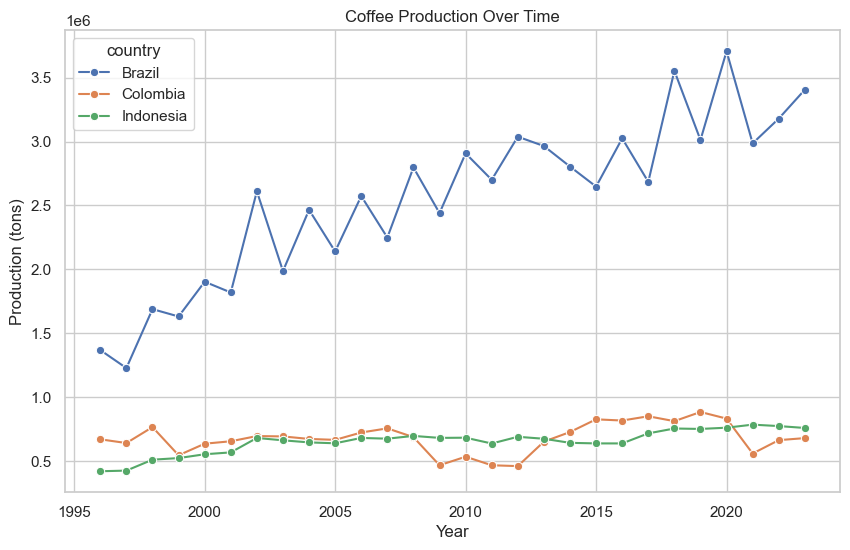 Coffee Production Over Time
1e6
country
Brazil
Colombia
Indonesia
3.5
3.0
2.5
2.0
1.5
1.0
0.5
Production (tons)
1995 2000 2005 2010 2015 2020
Year